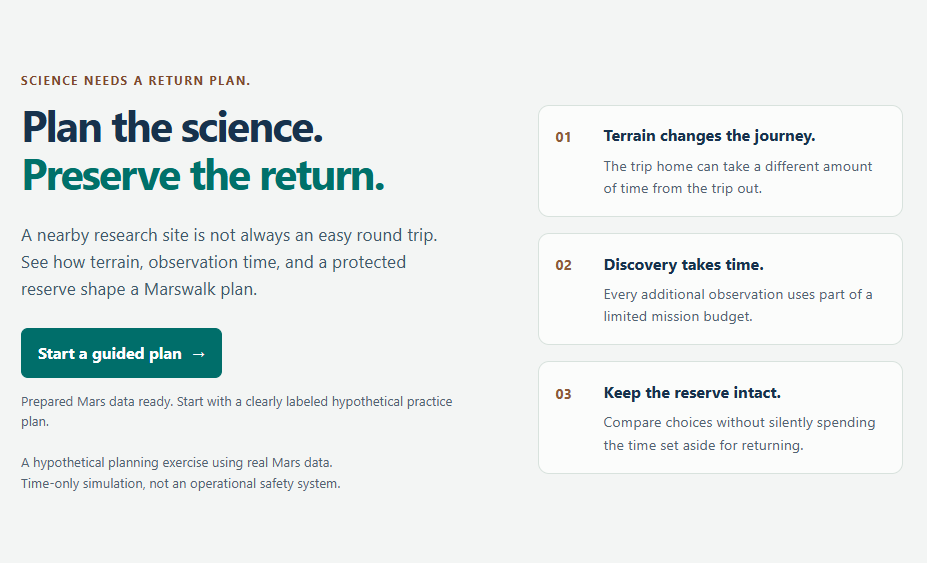 SCIENCE NEEDS A RETURN PLAN.
Plan the science.
Preserve the return.
A nearby research site is not always an easy round trip.
See how terrain, observation time, and a protected
reserve shape a Marswalk plan.
Start a guided plan →
Prepared Mars data ready. Start with a clearly labeled hypothetical practice
plan.
A hypothetical planning exercise using real Mars data.
Time-only simulation, not an operational safety system.
01
Terrain changes the journey.
The trip home can take a different amount
of time from the trip out.
02
Discovery takes time.
Every additional observation uses part of a
limited mission budget.
03
Keep the reserve intact.
Compare choices without silently spending
the time set aside for returning.